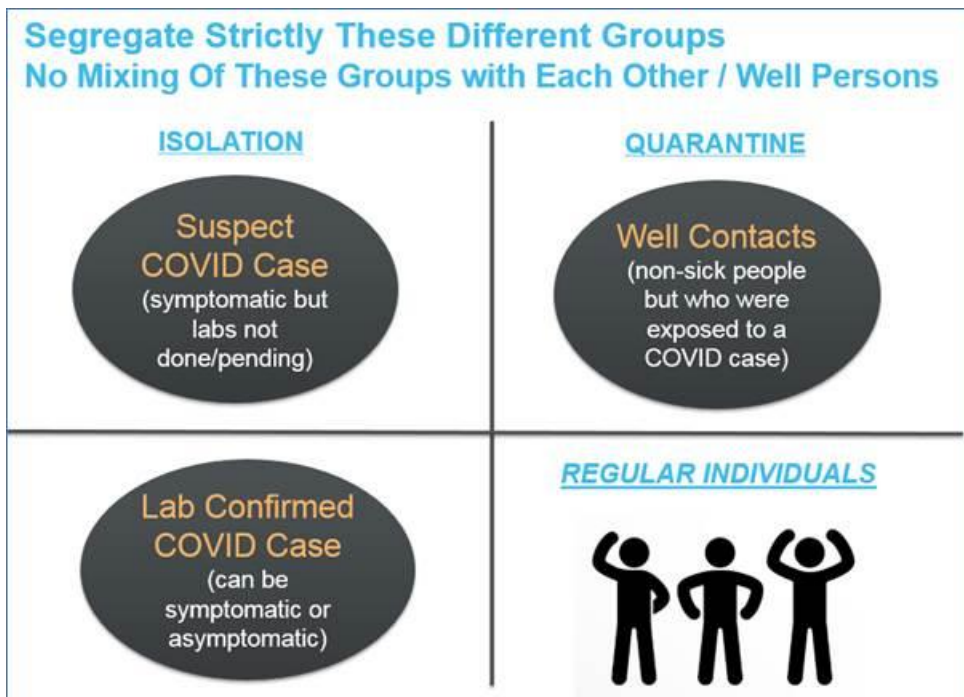 Segregate Strictly These Different Groups
No Mixing Of These Groups with Each Other / Well Persons
ISOLATION
Suspect
COVID Case
(symptomatic but
labs not
done/pending)
QUARANTINE
Well Contacts
(non-sick people
but who were
exposed to a
COVID case)
Lab Confirmed
COVID Case
(can be
symptomatic or
asymptomatic)
REGULAR INDIVIDUALS